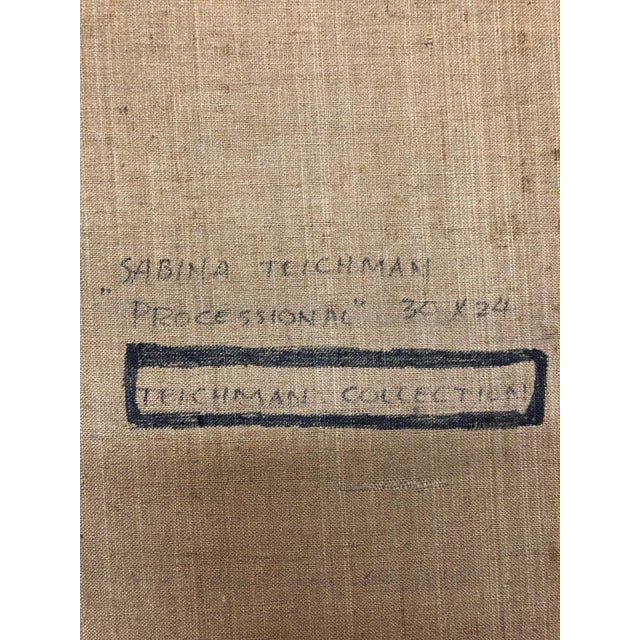 SABINA TEICHMAN
"PROCESSIONAL" 30 X 24
TEICHMAN COLLECTION